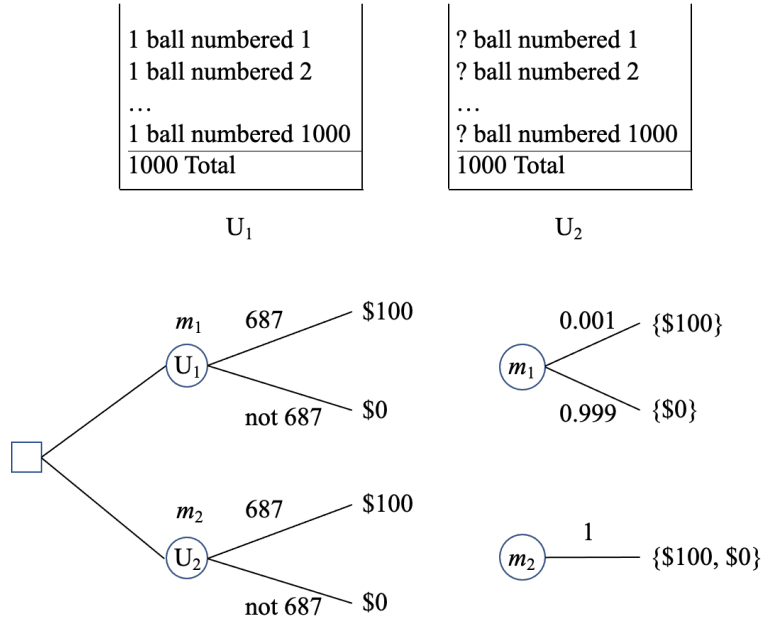 1 ball numbered 1
1 ball numbered 2
…
1 ball numbered 1000
1000 Total
U₁
? ball numbered 1
? ball numbered 2
…
? ball numbered 1000
1000 Total
U₂
m₁
687
$100
U₁
not 687
$0
m₂
687
$100
U₂
not 687
$0
0.001
{$100}
m₁
0.999
{$0}
1
m₂
{$100, $0}